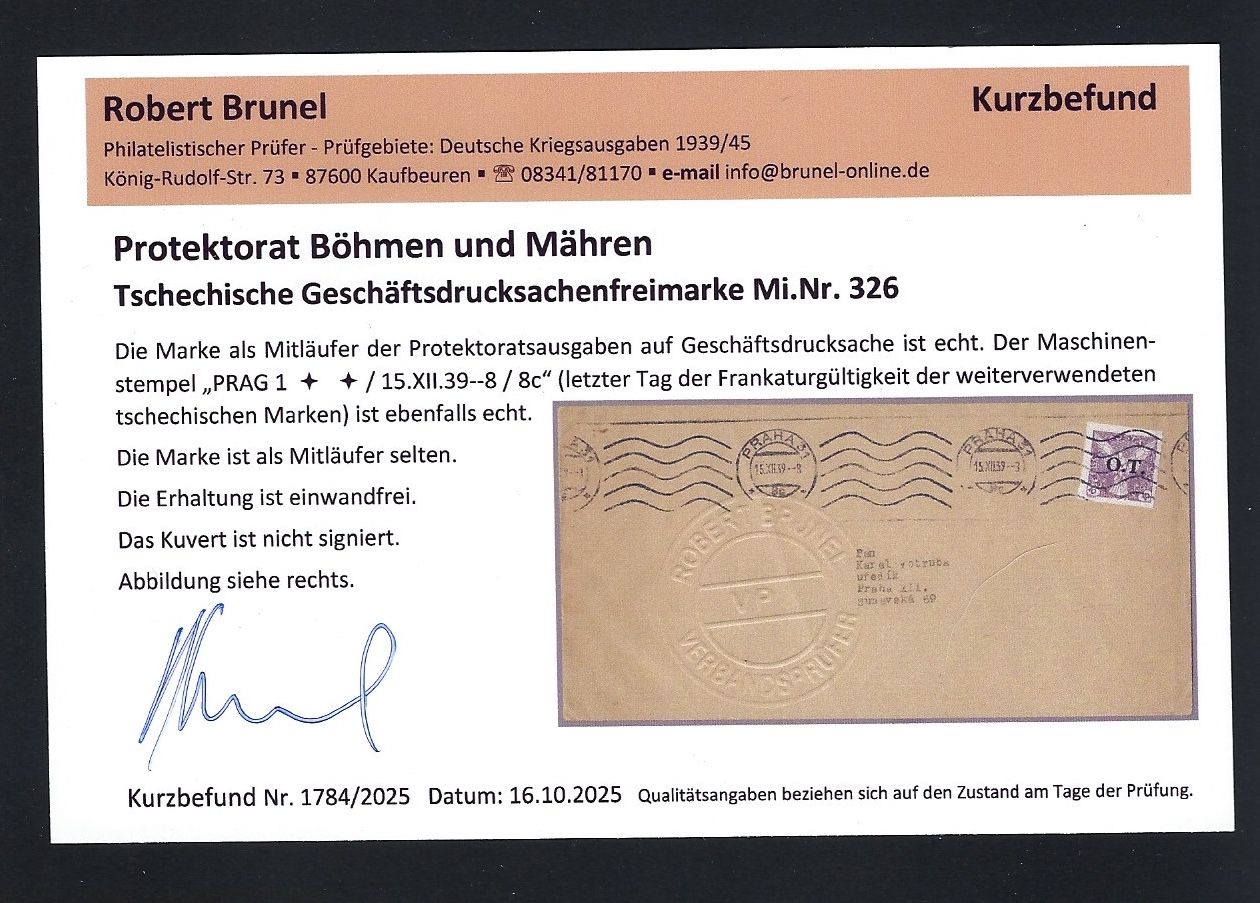 Robert Brunel
Kurzbefund
Philatelistischer Prüfer - Prüfgebiete: Deutsche Kriegsausgaben 1939/45
König-Rudolf-Str. 73 ▪ 87600 Kaufbeuren ▪ ☏ 08341/81170 ▪ e-mail info@brunel-online.de
Protektorat Böhmen und Mähren
Tschechische Geschäftsdrucksachenfreimarke Mi.Nr. 326
Die Marke als Mitläufer der Protektoratsausgaben auf Geschäftsdrucksache ist echt. Der Maschinen-
stempel „PRAG 1 ✦ ✦ / 15.XII.39--8 / 8c“ (letzter Tag der Frankaturgültigkeit der weiterverwendeten
tschechischen Marken) ist ebenfalls echt.
Die Marke ist als Mitläufer selten.
Die Erhaltung ist einwandfrei.
Das Kuvert ist nicht signiert.
Abbildung siehe rechts.
PRAHA 31
15.XII.39--8
PRAHA 31
15.XII.39
O.T.
ROBERT BRUNEL
VP
VERBANDSPRÜFER
Pan
Karel Votruba
Praha XII.
69
Kurzbefund Nr. 1784/2025 Datum: 16.10.2025 Qualitätsangaben beziehen sich auf den Zustand am Tage der Prüfung.